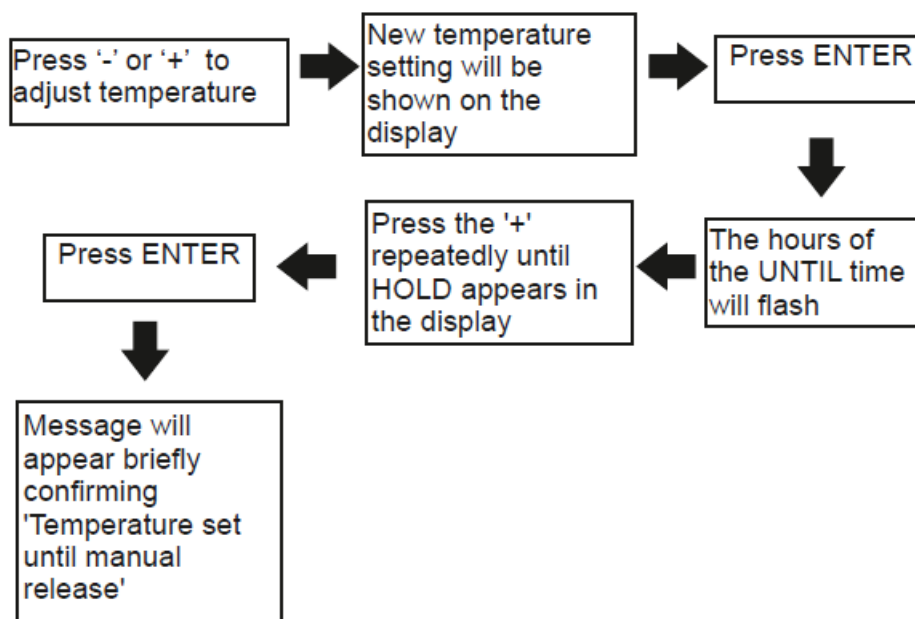 Press ‘-’ or ‘+’ to
adjust temperature
New temperature
setting will be
shown on the
display
Press ENTER
The hours of
the UNTIL time
will flash
Press the '+'
repeatedly until
HOLD appears in
the display
Press ENTER
Message will
appear briefly
confirming
'Temperature set
until manual
release'